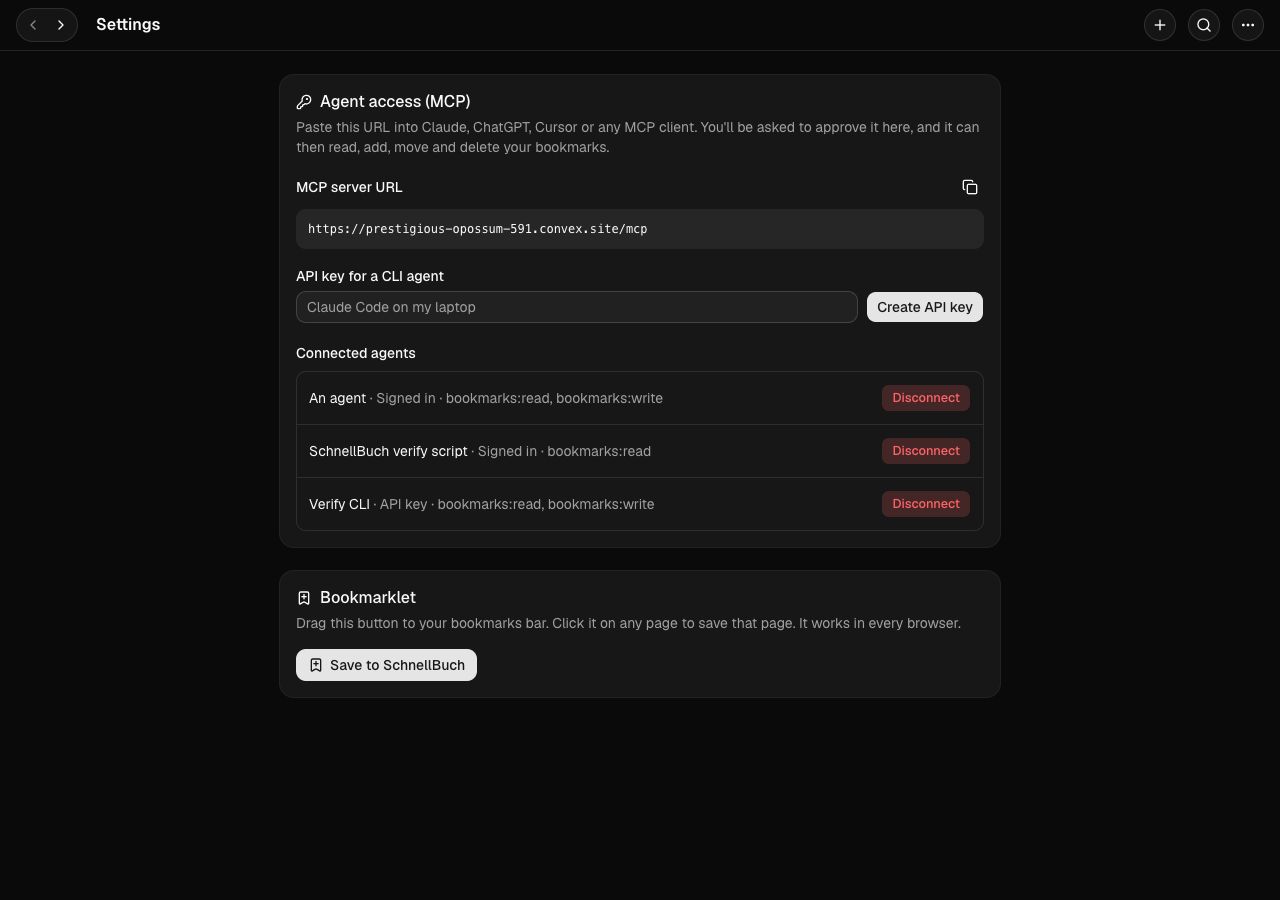 Settings
Agent access (MCP)
Paste this URL into Claude, ChatGPT, Cursor or any MCP client. You'll be asked to approve it here, and it can
then read, add, move and delete your bookmarks.
MCP server URL
https://prestigious-opossum-591.convex.site/mcp
API key for a CLI agent
Claude Code on my laptop
Create API key
Connected agents
An agent · Signed in · bookmarks:read, bookmarks:write
Disconnect
SchnellBuch verify script · Signed in · bookmarks:read
Disconnect
Verify CLI · API key · bookmarks:read, bookmarks:write
Disconnect
Bookmarklet
Drag this button to your bookmarks bar. Click it on any page to save that page. It works in every browser.
Save to SchnellBuch